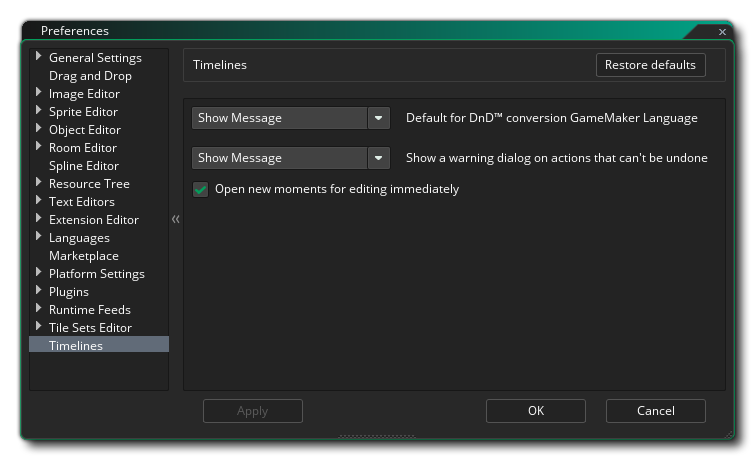 Preferences
General Settings
Drag and Drop
Image Editor
Sprite Editor
Object Editor
Room Editor
Spline Editor
Resource Tree
Text Editors
Extension Editor
Languages
Marketplace
Platform Settings
Plugins
Runtime Feeds
Tile Sets Editor
Timelines
Timelines
Restore defaults
Show Message
Default for DnD™ conversion GameMaker Language
Show Message
Show a warning dialog on actions that can't be undone
Open new moments for editing immediately
Apply
OK
Cancel